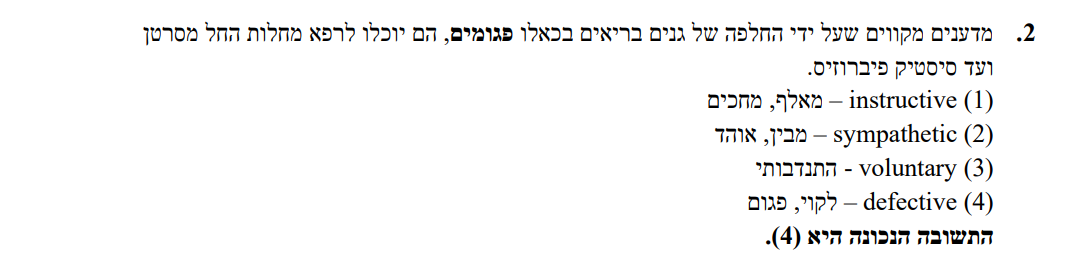 2. מדענים מקווים שעל ידי החלפה של גנים בריאים בכאלו פגומים, הם יוכלו לרפא מחלות החל מסרטן
ועד סיסטיק פיברוזיס.
(1) instructive – מאלף, מחכים
(2) sympathetic – מבין, אוהד
(3) voluntary - התנדבותי
(4) defective – לקוי, פגום
התשובה הנכונה היא (4).